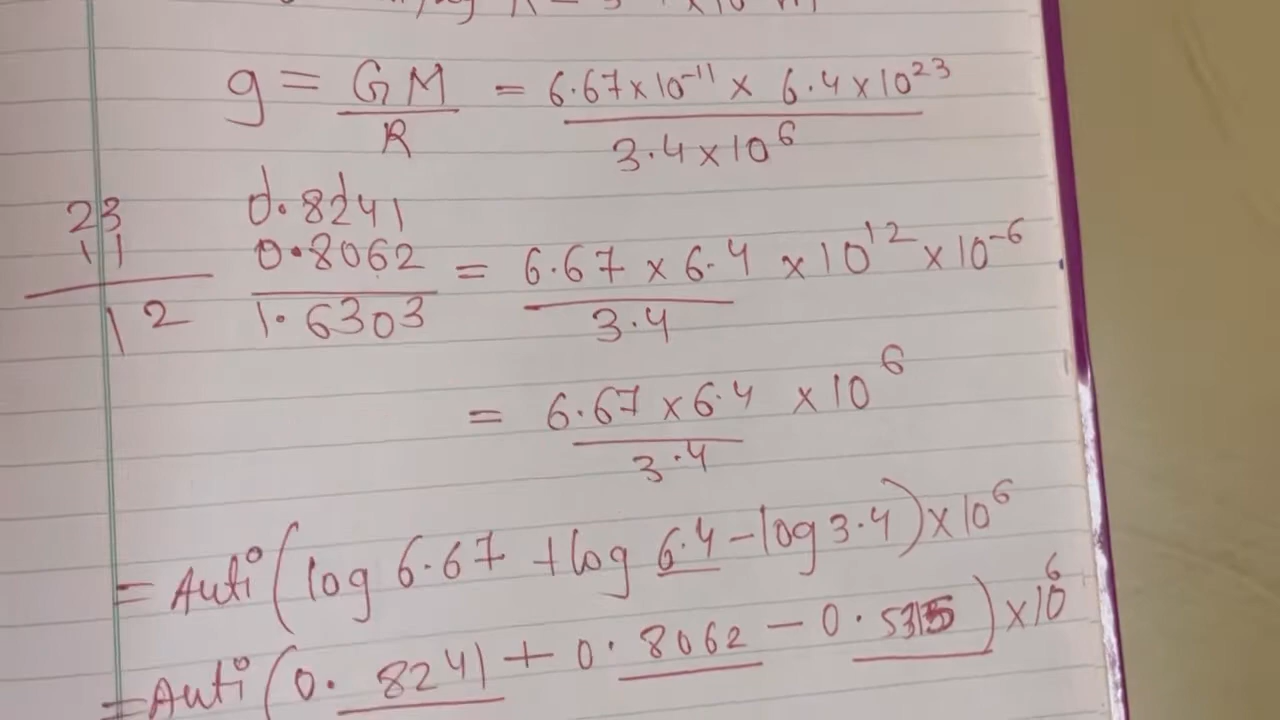 g = GM/R = 6.67×10⁻¹¹ × 6.4×10²³ / 3.4×10⁶
23
11
12
0.8241
0.8062
1.6303
= 6.67 × 6.4 / 3.4 × 10¹² × 10⁻⁶
= 6.67 × 6.4 / 3.4 × 10⁶
= Anti (log 6.67 + log 6.4 - log 3.4) × 10⁶
= Anti (0.8241 + 0.8062 - 0.5315) × 10⁶